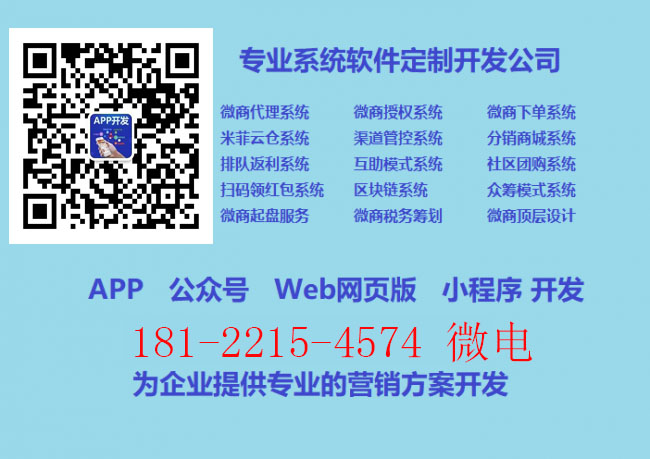 专业系统软件定制开发公司
APP开发
微商代理系统 微商授权系统 微商下单系统
米菲云仓系统 渠道管控系统 分销商城系统
排队返利系统 互助模式系统 社区团购系统
扫码领红包系统 区块链系统 众筹模式系统
微商起盘服务 微商税务筹划 微商顶层设计
APP 公众号 Web网页版 小程序 开发
181-2215-4574 微电
为企业提供专业的营销方案开发